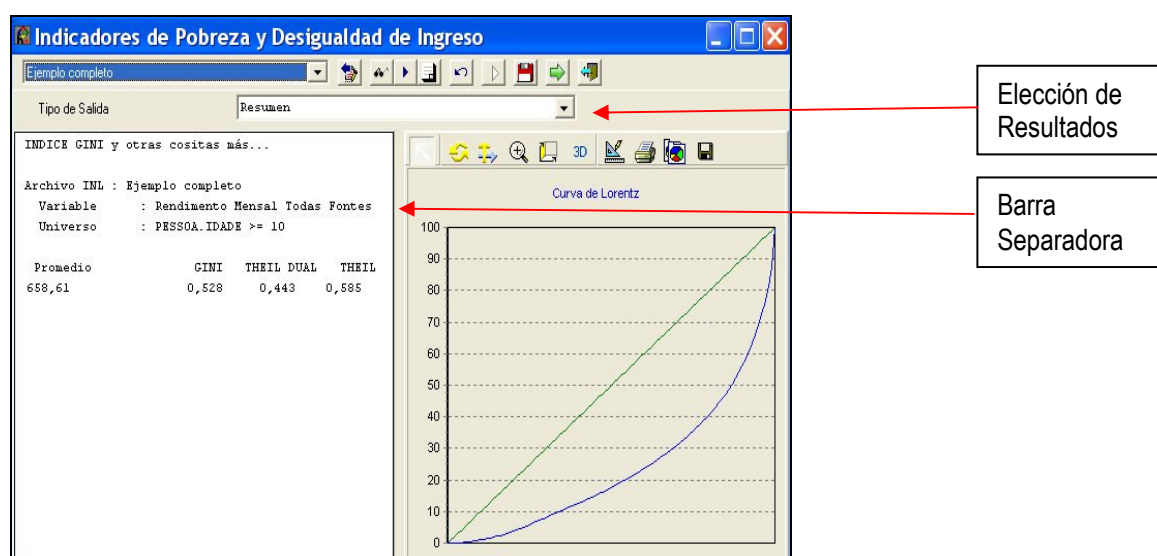 Indicadores de Pobreza y Desigualdad de Ingreso
Ejemplo completo
Tipo de Salida
Resumen
INDICE GINI y otras cositas más...
Archivo INL : Ejemplo completo
Variable : Rendimento Mensal Todas Fontes
Universo : PESSOA.IDADE >= 10
Promedio GINI THEIL DUAL THEIL
658,61 0,528 0,443 0,585
3D
Curva de Lorentz
100
90
80
70
60
50
40
30
20
10
0
Elección de
Resultados
Barra
Separadora